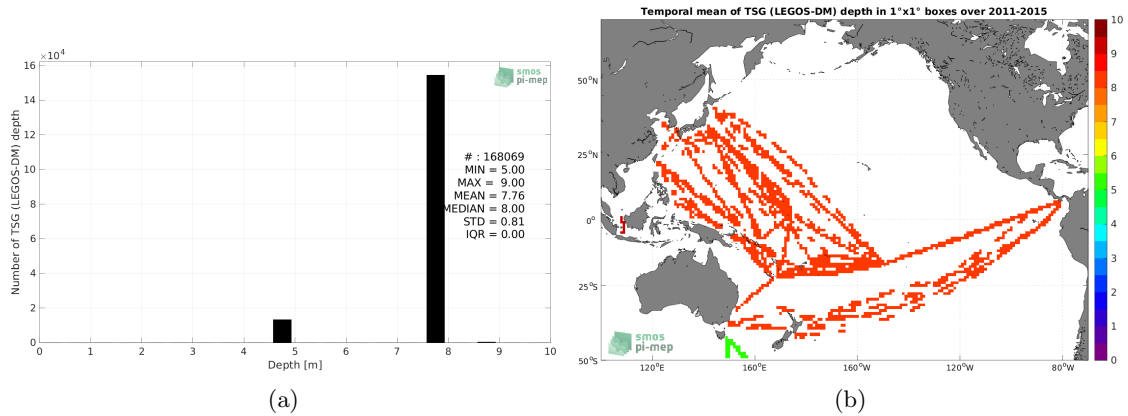 ×10⁴
16
14
12
10
8
6
4
2
0
Number of TSG (LEGOS-DM) depth
smos
pi-mep
# : 168069
MIN = 5.00
MAX = 9.00
MEAN = 7.76
MEDIAN = 8.00
STD = 0.81
IQR = 0.00
0 1 2 3 4 5 6 7 8 9 10
Depth [m]
(a)
Temporal mean of TSG (LEGOS-DM) depth in 1°x1° boxes over 2011-2015
50°N
25°N
0°
25°S
50°S
smos
pi-mep
120°E 160°E 160°W 120°W 80°W
10
9
8
7
6
5
4
3
2
1
0
(b)